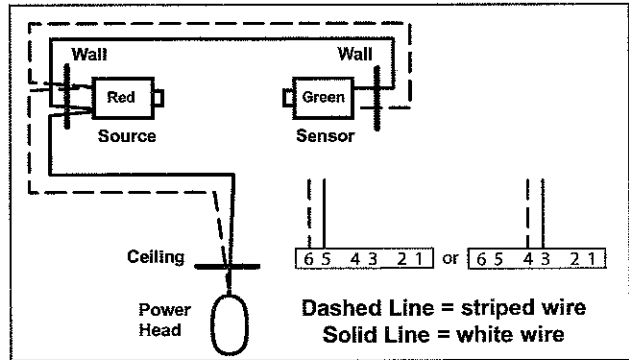 Wall Wall
Red Green
Source Sensor
Ceiling 6 5 4 3 2 1 or 6 5 4 3 2 1
Power
Head
Dashed Line = striped wire
Solid Line = white wire